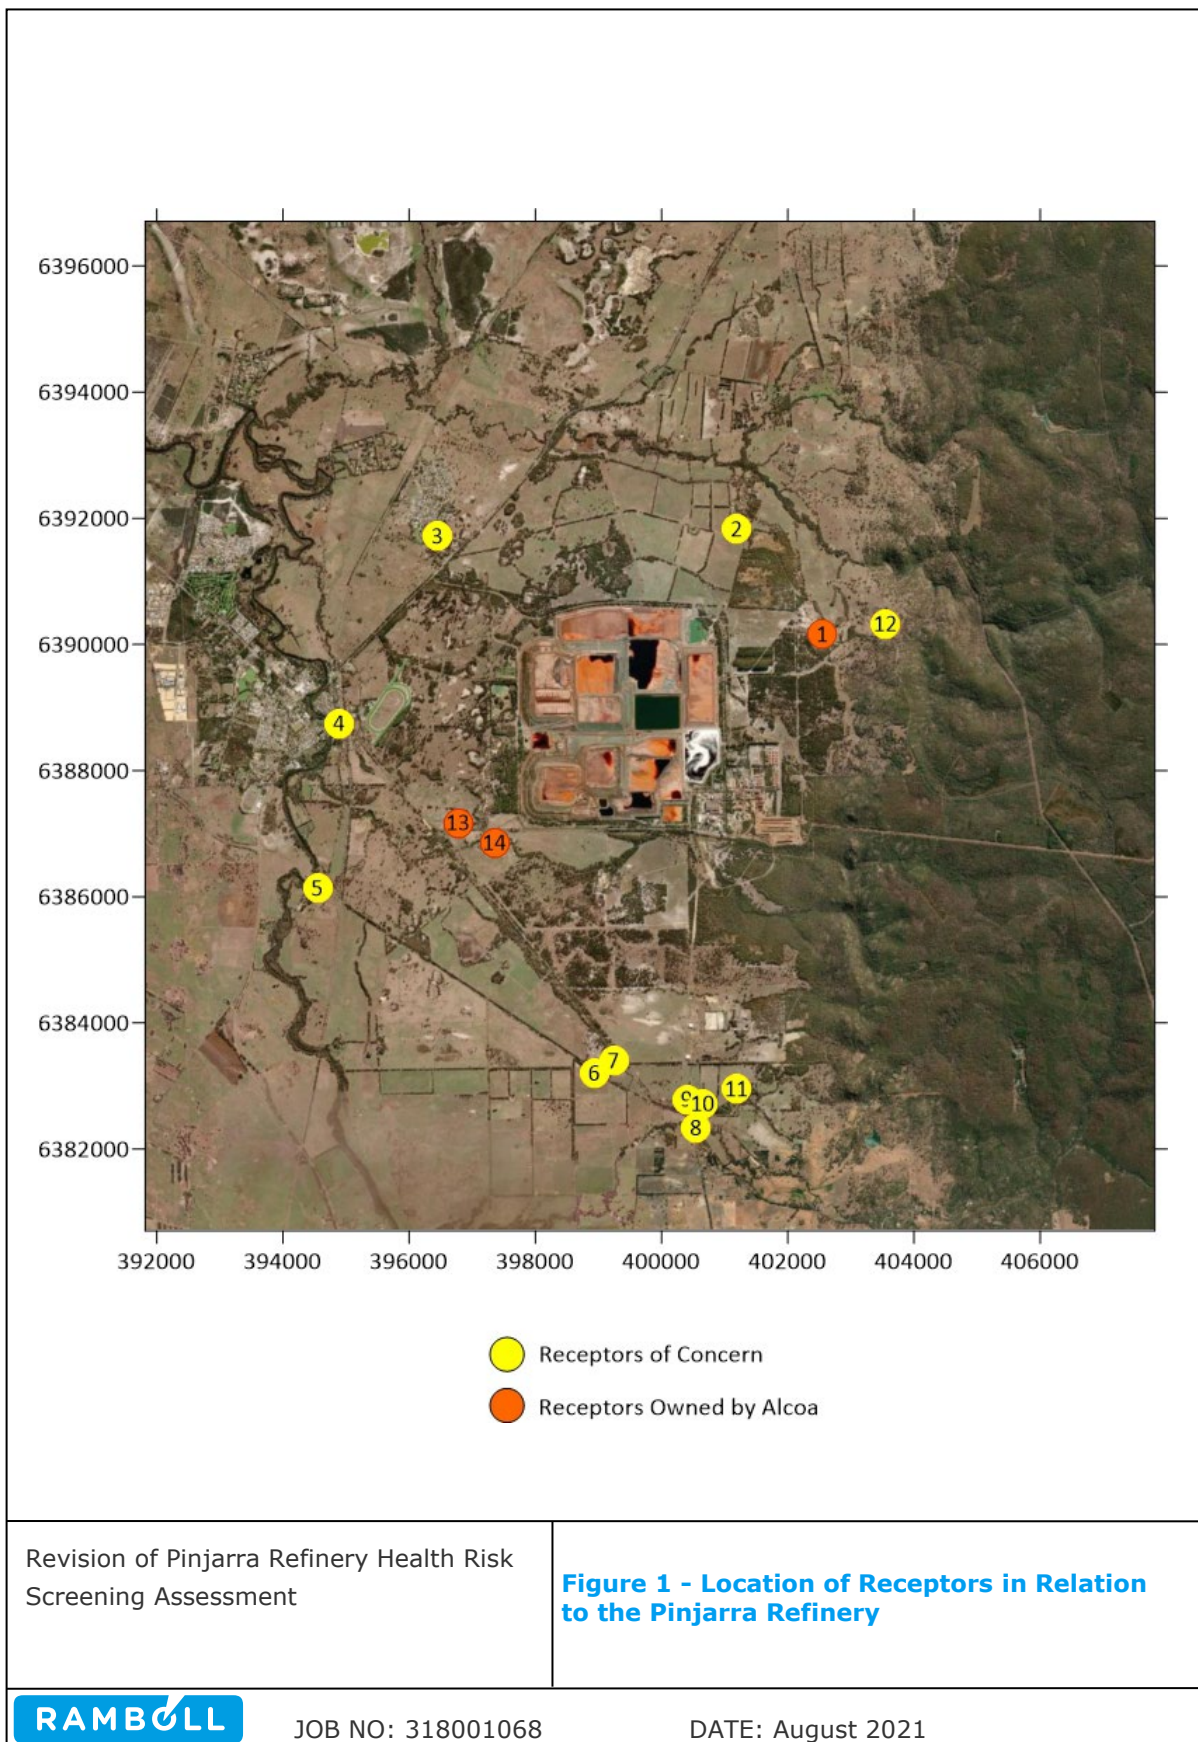 6396000
6394000
6392000
6390000
6388000
6386000
6384000
6382000
2
3
12
1
4
13
14
5
7
6
11
9
10
8
392000 394000 396000 398000 400000 402000 404000 406000
Receptors of Concern
Receptors Owned by Alcoa
Revision of Pinjarra Refinery Health Risk
Screening Assessment
Figure 1 - Location of Receptors in Relation
to the Pinjarra Refinery
RAMBOLL
JOB NO: 318001068
DATE: August 2021